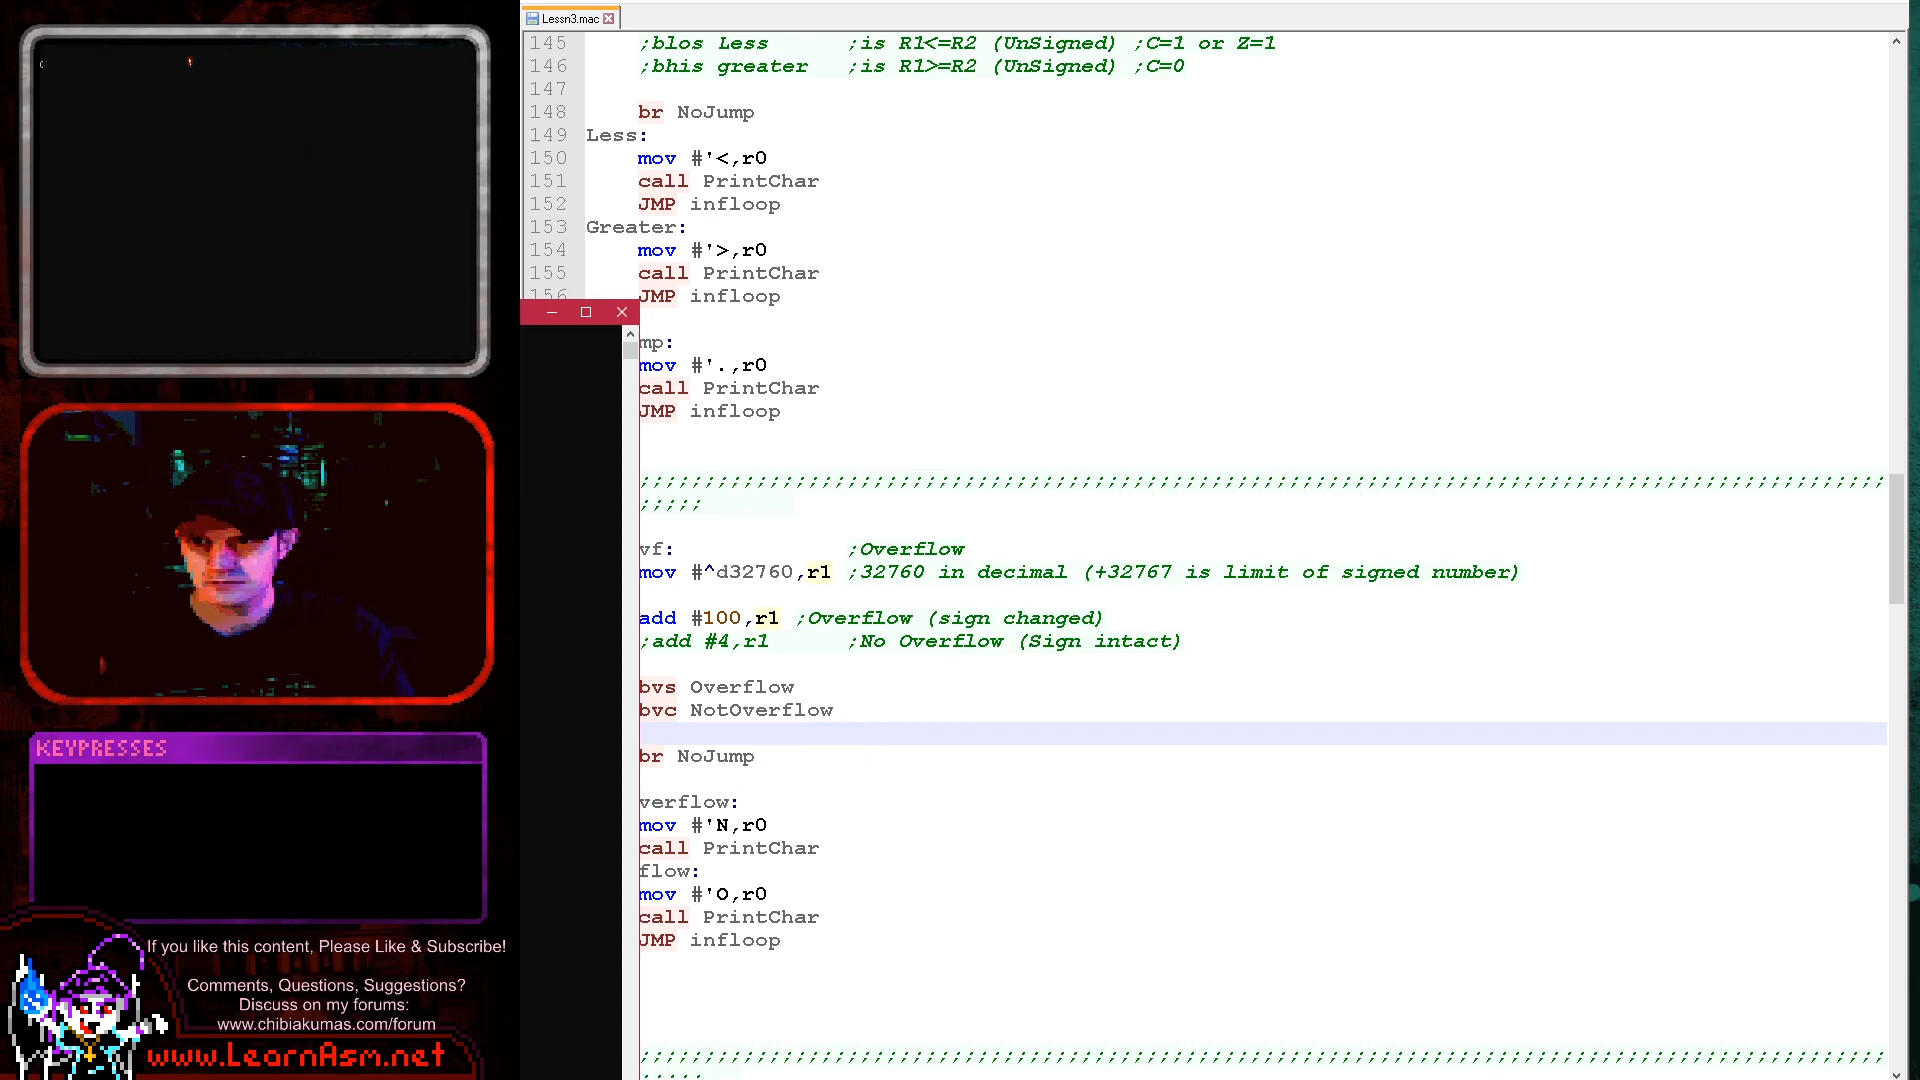 Lessn3.mac
145 ;blos Less ;is R1<=R2 (UnSigned) ;C=1 or Z=1
146 ;bhis greater ;is R1>=R2 (UnSigned) ;C=0
147
148 br NoJump
149 Less:
150 mov #'<,r0
151 call PrintChar
152 JMP infloop
153 Greater:
154 mov #'>,r0
155 call PrintChar
156 JMP infloop
mp:
mov #'.,r0
call PrintChar
JMP infloop
;;;;;;;;;;;;;;;;;;;;;;;;;;;;;;;;;;;;;;;;;;;;;;;;;;;;;;;;;;;;;;;;;;;;;;;;;;;;;;;;;;;;;;;;;;;;;;;;
;;;;;
vf: ;Overflow
mov #^d32760,r1 ;32760 in decimal (+32767 is limit of signed number)
add #100,r1 ;Overflow (sign changed)
;add #4,r1 ;No Overflow (Sign intact)
bvs Overflow
bvc NotOverflow
br NoJump
verflow:
mov #'N,r0
call PrintChar
flow:
mov #'O,r0
call PrintChar
JMP infloop
;;;;;;;;;;;;;;;;;;;;;;;;;;;;;;;;;;;;;;;;;;;;;;;;;;;;;;;;;;;;;;;;;;;;;;;;;;;;;;;;;;;;;;;;;;;;;;;;
;;;;;
KEYPRESSES
If you like this content, Please Like & Subscribe!
Comments, Questions, Suggestions?
Discuss on my forums:
www.chibiakumas.com/forum
www.LearnAsm.net